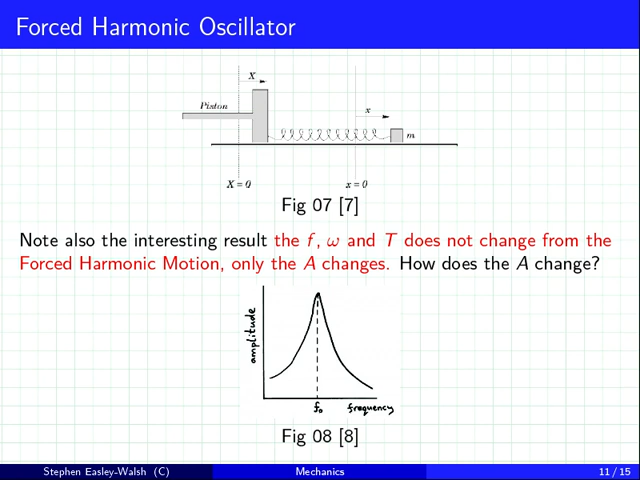 Forced Harmonic Oscillator
X
Piston
x
m
X = 0
x = 0
Fig 07 [7]
Note also the interesting result the f, ω and T does not change from the
Forced Harmonic Motion, only the A changes. How does the A change?
amplitude
f₀
frequency
Fig 08 [8]
Stephen Easley-Walsh (C)
Mechanics
11 / 15